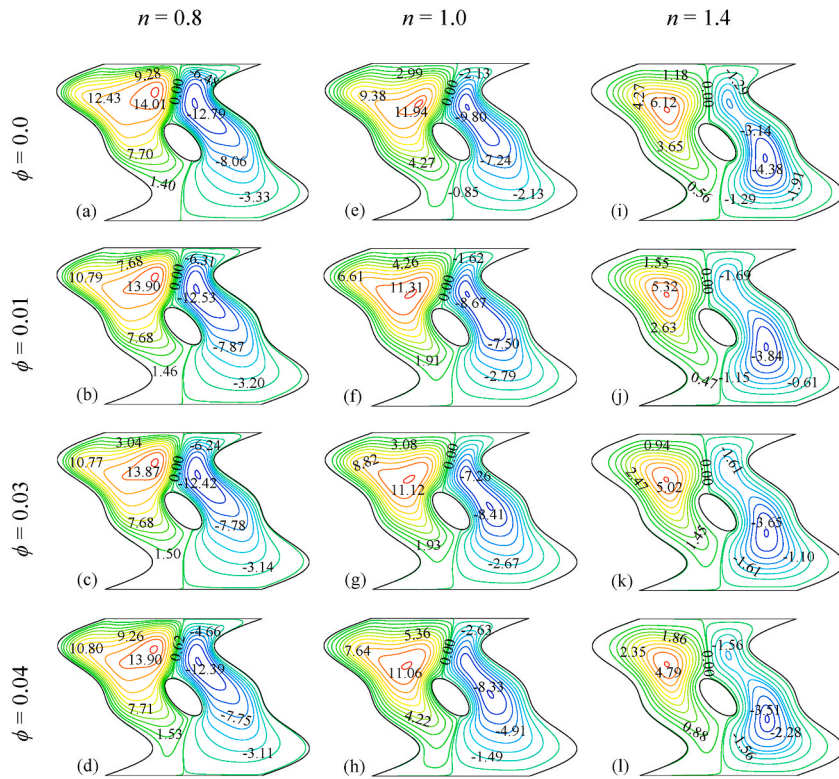 n = 0.8 n = 1.0 n = 1.4
ϕ = 0.0
9.28 -6.48 0.00 12.43 14.01 -12.79 7.70 -8.06 1.40 -3.33 (a)
2.99 -2.13 9.38 11.94 -9.80 4.27 -7.24 -0.85 -2.13 (e)
1.18 -1.29 0.00 4.27 6.12 -3.14 3.65 -4.38 0.56 -1.29 -1.91 (i)
ϕ = 0.01
7.68 -6.31 0.00 10.79 13.90 -12.53 7.68 -7.87 1.46 -3.20 (b)
4.26 -1.62 0.00 6.61 11.31 -8.67 -7.50 1.91 -2.79 (f)
1.55 -1.69 0.00 5.32 2.63 -3.84 0.47 -1.15 -0.61 (j)
ϕ = 0.03
3.04 -6.24 0.00 10.77 13.87 -12.42 7.68 -7.78 1.50 -3.14 (c)
3.08 0.00 -7.26 8.82 11.12 -8.41 1.93 -2.67 (g)
0.94 -1.61 0.00 2.47 5.02 -3.65 1.45 -1.61 -1.10 (k)
ϕ = 0.04
9.26 -4.66 0.62 10.80 13.90 -12.39 7.71 -7.75 1.53 -3.11 (d)
5.36 -2.63 0.00 7.64 11.06 -8.33 4.22 -4.91 -1.49 (h)
1.86 -1.56 0.00 2.35 4.79 -3.51 0.88 -2.28 -1.56 (l)